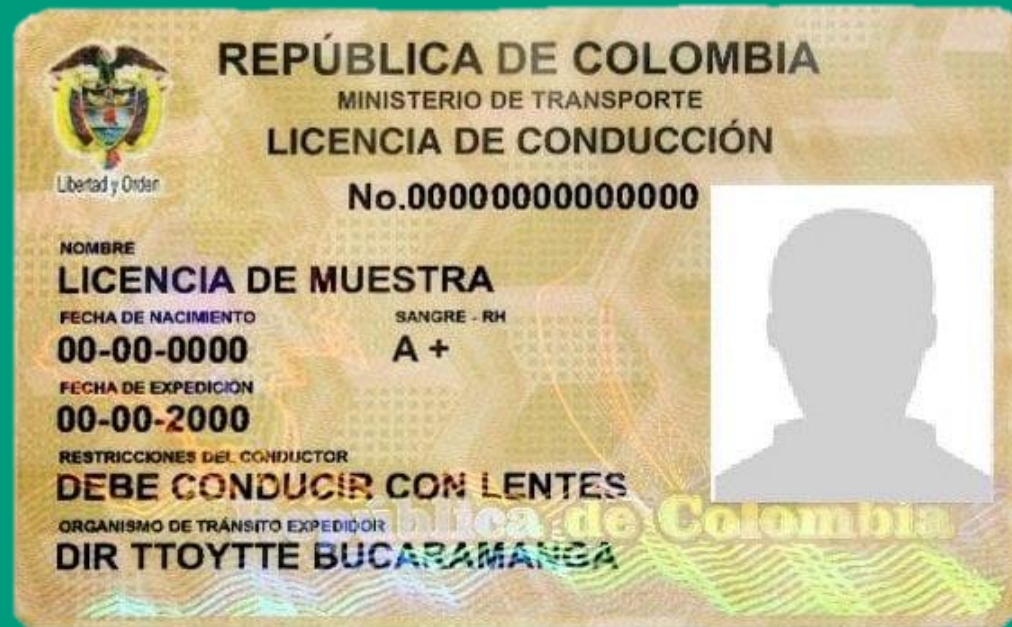 REPÚBLICA DE COLOMBIA
MINISTERIO DE TRANSPORTE
LICENCIA DE CONDUCCIÓN
Libertad y Orden
No.00000000000000
NOMBRE
LICENCIA DE MUESTRA
FECHA DE NACIMIENTO SANGRE - RH
00-00-0000 A +
FECHA DE EXPEDICIÓN
00-00-2000
RESTRICCIONES DEL CONDUCTOR
DEBE CONDUCIR CON LENTES
República de Colombia
ORGANISMO DE TRÁNSITO EXPEDIDOR
DIR TTOYTTE BUCARAMANGA